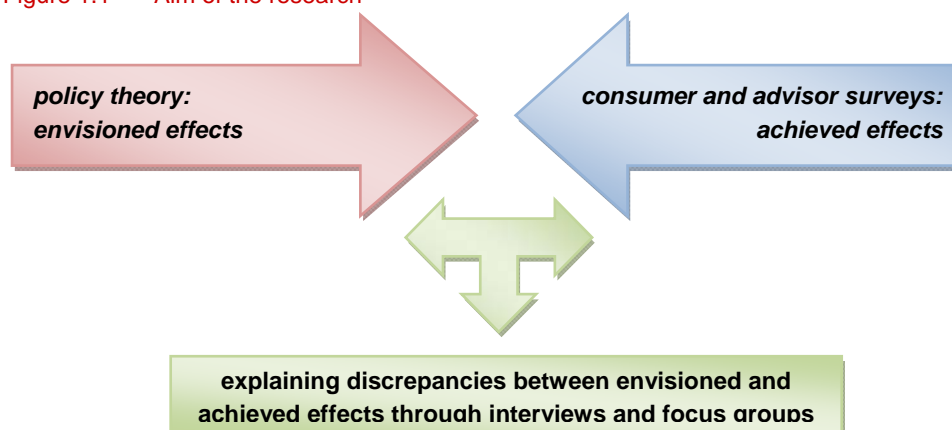 Figure 1.1 Aim of the research
policy theory:
envisioned effects
consumer and advisor surveys:
achieved effects
explaining discrepancies between envisioned and
achieved effects through interviews and focus groups